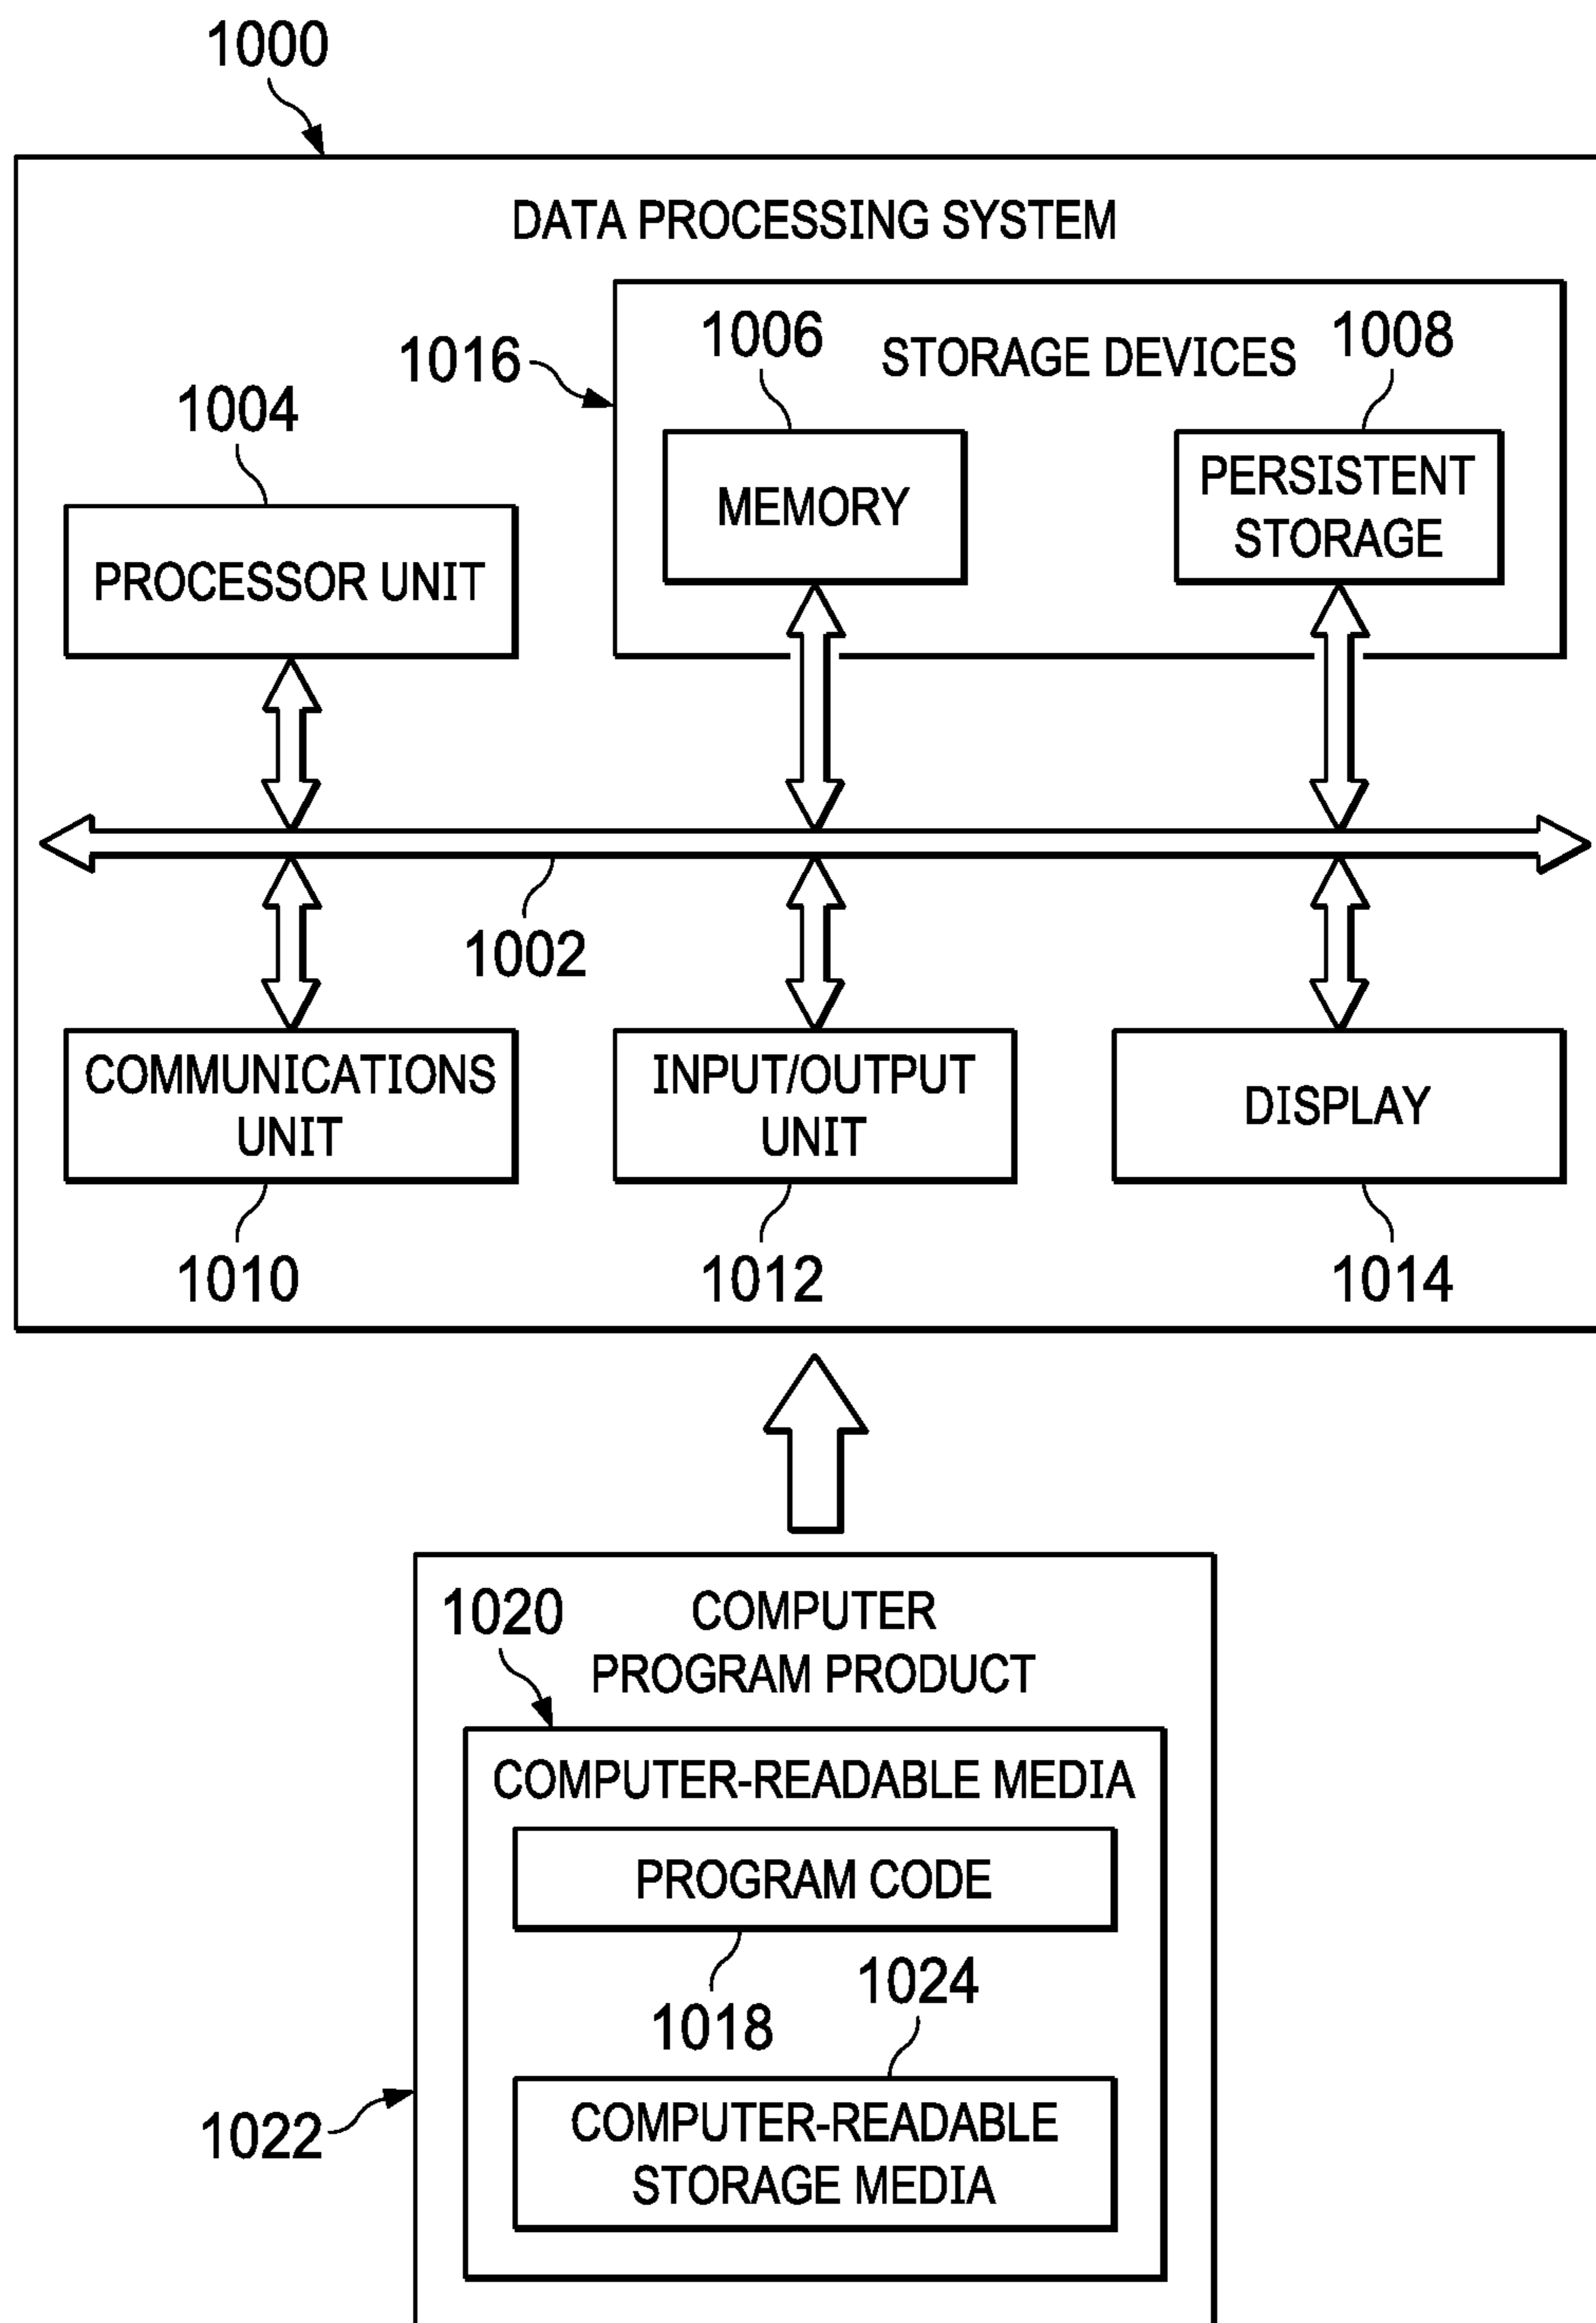 1000
DATA PROCESSING SYSTEM
1016
1006
STORAGE DEVICES
1008
1004
MEMORY
PERSISTENT
STORAGE
PROCESSOR UNIT
1002
COMMUNICATIONS
UNIT
INPUT/OUTPUT
UNIT
DISPLAY
1010
1012
1014
1020
COMPUTER
PROGRAM PRODUCT
COMPUTER-READABLE MEDIA
PROGRAM CODE
1018
1024
1022
COMPUTER-READABLE
STORAGE MEDIA